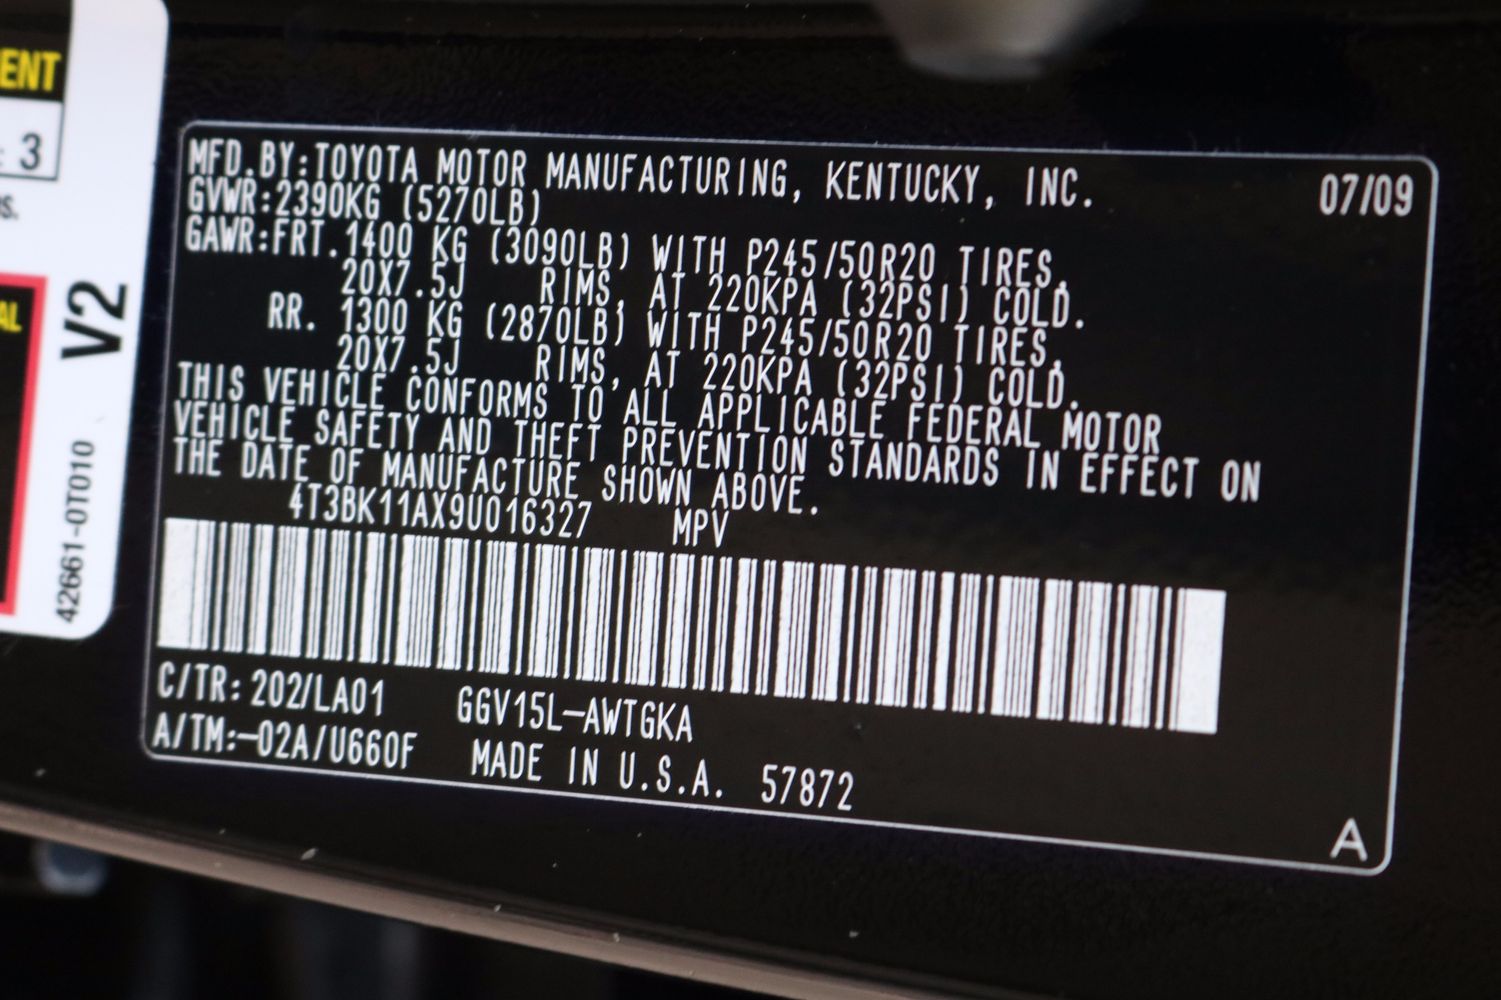 ENT
: 3
S.
AL
V2
42661-0T010
MFD.BY:TOYOTA MOTOR MANUFACTURING, KENTUCKY, INC. 07/09
GVWR:2390KG (5270LB)
GAWR:FRT.1400 KG (3090LB) WITH P245/50R20 TIRES,
20X7.5J RIMS, AT 220KPA (32PSI) COLD.
RR. 1300 KG (2870LB) WITH P245/50R20 TIRES,
20X7.5J RIMS, AT 220KPA (32PSI) COLD.
THIS VEHICLE CONFORMS TO ALL APPLICABLE FEDERAL MOTOR
VEHICLE SAFETY AND THEFT PREVENTION STANDARDS IN EFFECT ON
THE DATE OF MANUFACTURE SHOWN ABOVE.
4T3BK11AX9U016327 MPV
C/TR: 202/LA01 GGV15L-AWTGKA
A/TM:-02A/U660F MADE IN U.S.A. 57872
A